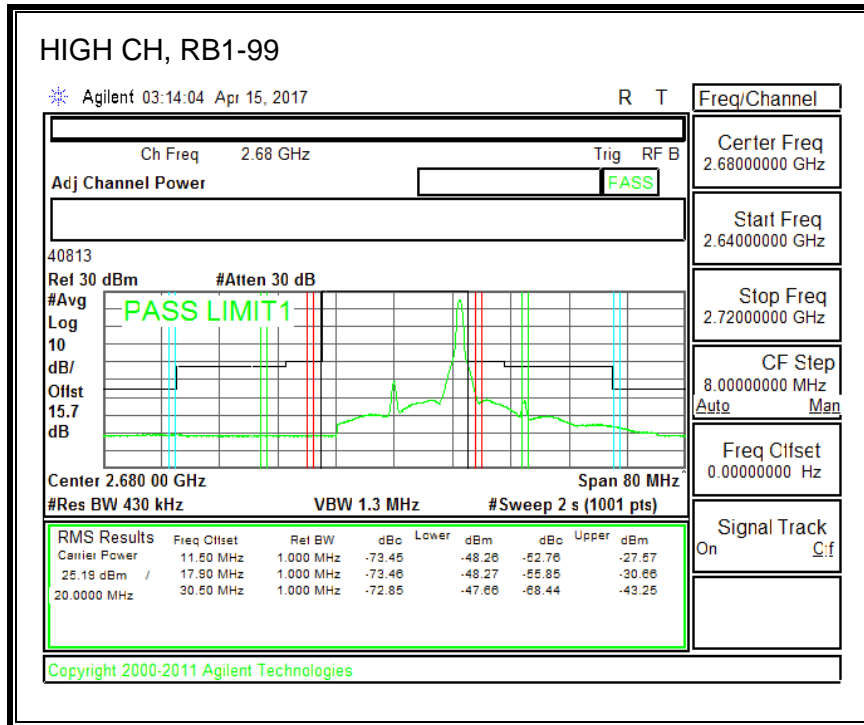 HIGH CH, RB1-99
Agilent 03:14:04 Apr 15, 2017 R T
Freq/Channel
Ch Freq 2.68 GHz Trig RF B
Adj Channel Power PASS
Center Freq
2.68000000 GHz
Start Freq
2.64000000 GHz
Stop Freq
2.72000000 GHz
CF Step
8.00000000 MHz
Auto Man
Freq Offset
0.00000000 Hz
Signal Track
On Off
40813
Ref 30 dBm #Atten 30 dB
#Avg
Log
10
dB/
Offst
15.7
dB
PASS LIMIT1
Center 2.680 00 GHz Span 80 MHz
#Res BW 430 kHz VBW 1.3 MHz #Sweep 2 s (1001 pts)
RMS Results Freq Offset Ref BW dBc Lower dBm dBc Upper dBm
Carrier Power 11.50 MHz 1.000 MHz -73.45 -48.26 -52.76 -27.57
25.19 dBm / 17.90 MHz 1.000 MHz -73.46 -48.27 -55.85 -30.66
20.0000 MHz 30.50 MHz 1.000 MHz -72.85 -47.66 -68.44 -43.25
Copyright 2000-2011 Agilent Technologies